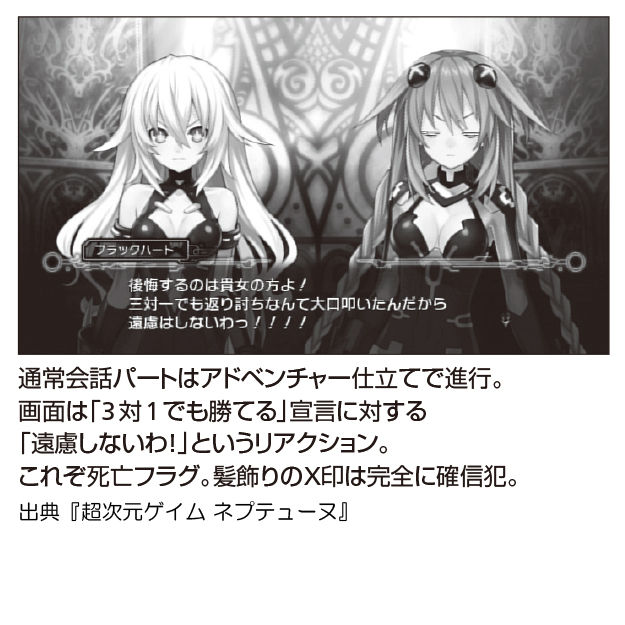 ブラックハート
後悔するのは貴女の方よ！
三対一でも返り討ちなんて大口叩いたんだから
遠慮はしないわっ！！！！
通常会話パートはアドベンチャー仕立てで進行。
画面は「３対１でも勝てる」宣言に対する
「遠慮しないわ！」というリアクション。
これぞ死亡フラグ。髪飾りのX印は完全に確信犯。
出典『超次元ゲイム ネプテューヌ』